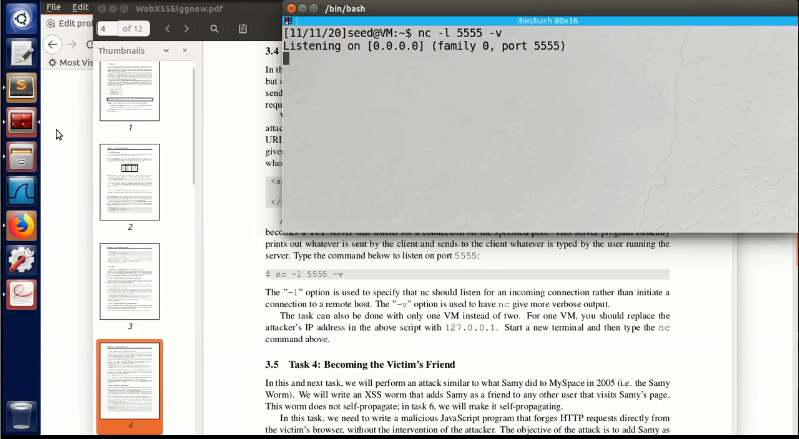 File Edit
WebXSSElggnew.pdf
/bin/bash
Edit prof
4 of 12
/bin/bash 80x16
[11/11/20]seed@VM:~$ nc -l 5555 -v
Listening on [0.0.0.0] (family 0, port 5555)
Most Vis
Thumbnails
1
2
3
4
3.4
In th
but
send
requ
attac
URL
give
whe
<s
</
becomes a TCP server that listens for a connection on the specified port. This server program basically
prints out whatever is sent by the client and sends to the client whatever is typed by the user running the
server. Type the command below to listen on port 5555:
$ nc -l 5555 -v
The "-l" option is used to specify that nc should listen for an incoming connection rather than initiate a
connection to a remote host. The "-v" option is used to have nc give more verbose output.
The task can also be done with only one VM instead of two. For one VM, you should replace the
attacker's IP address in the above script with 127.0.0.1. Start a new terminal and then type the nc
command above.
3.5 Task 4: Becoming the Victim's Friend
In this and next task, we will perform an attack similar to what Samy did to MySpace in 2005 (i.e. the Samy
Worm). We will write an XSS worm that adds Samy as a friend to any other user that visits Samy's page.
This worm does not self-propagate; in task 6, we will make it self-propagating.
In this task, we need to write a malicious JavaScript program that forges HTTP requests directly from
the victim's browser, without the intervention of the attacker. The objective of the attack is to add Samy as